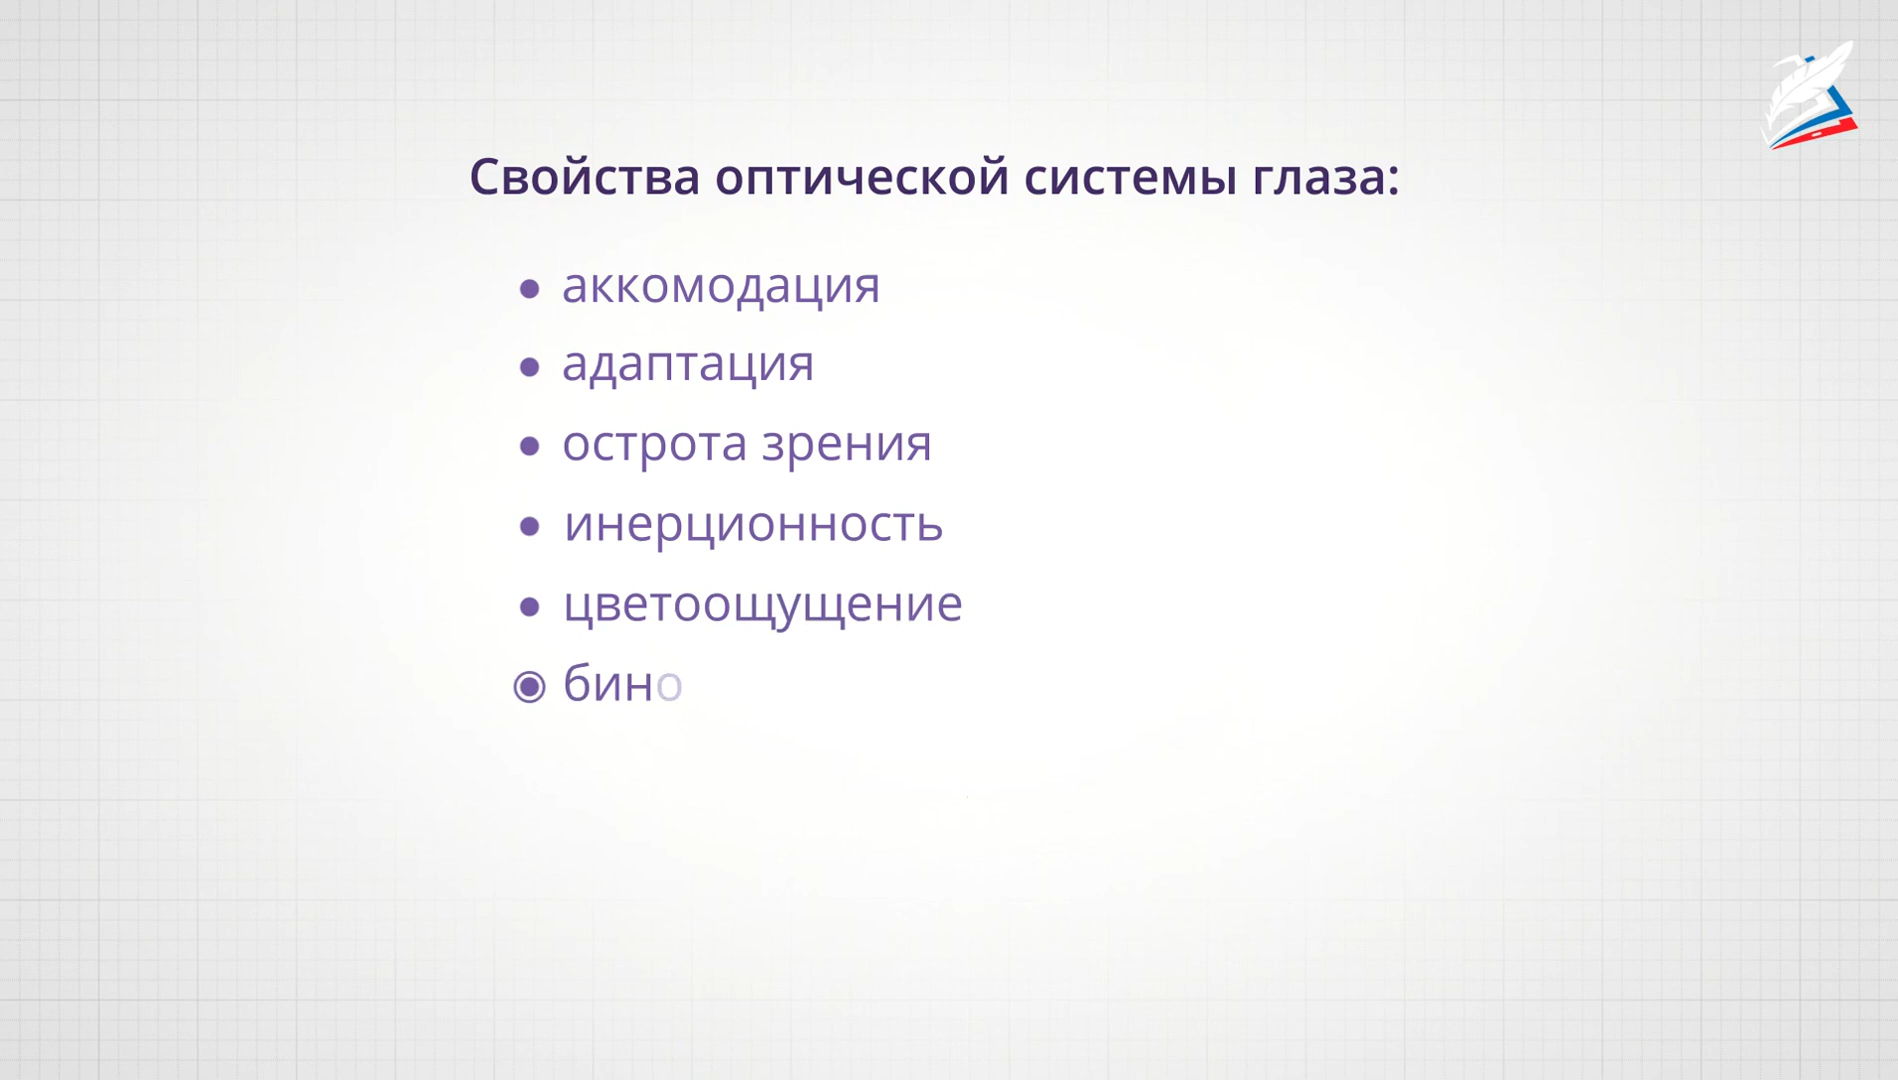 Свойства оптической системы глаза:
• аккомодация
• адаптация
• острота зрения
• инерционность
• цветоощущение
• бино